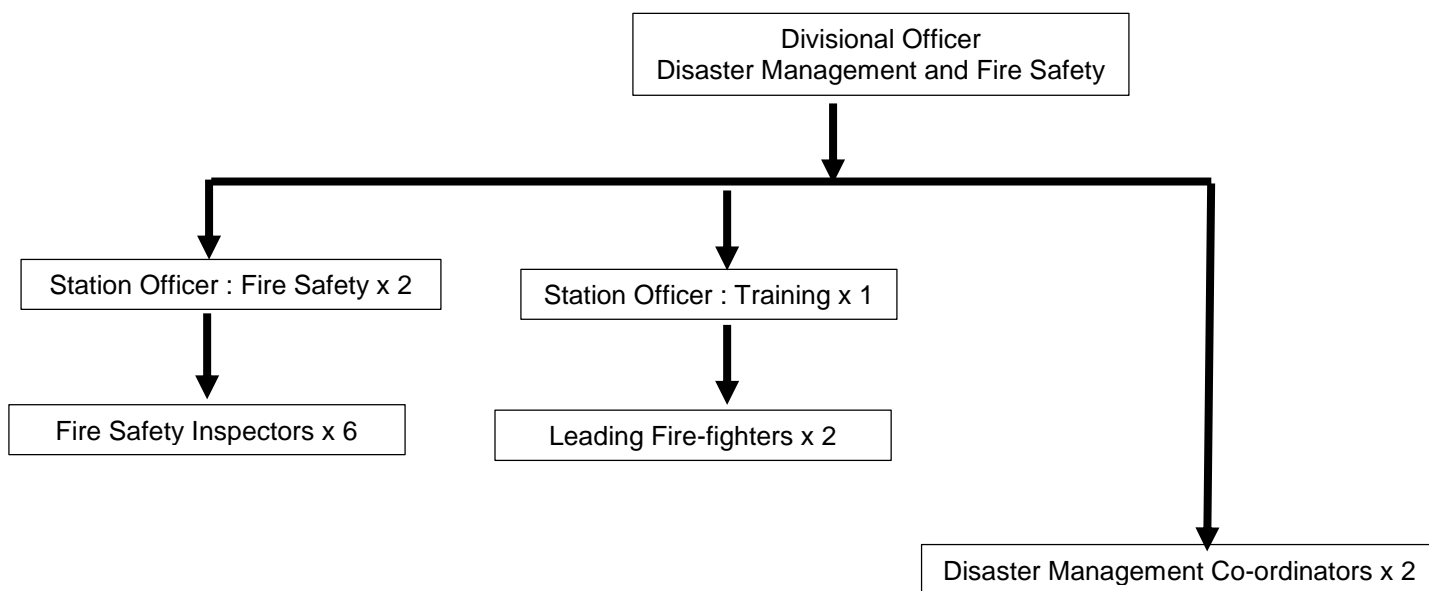 Divisional Officer
Disaster Management and Fire Safety
Station Officer : Fire Safety x 2
Station Officer : Training x 1
Fire Safety Inspectors x 6
Leading Fire-fighters x 2
Disaster Management Co-ordinators x 2